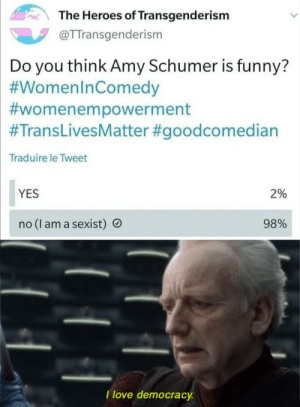 The Heroes of Transgenderism
@TTransgenderism
Do you think Amy Schumer is funny?
#WomenInComedy
#womenempowerment
#TransLivesMatter #goodcomedian
Traduire le Tweet
YES 2%
no (I am a sexist) 98%
I love democracy.